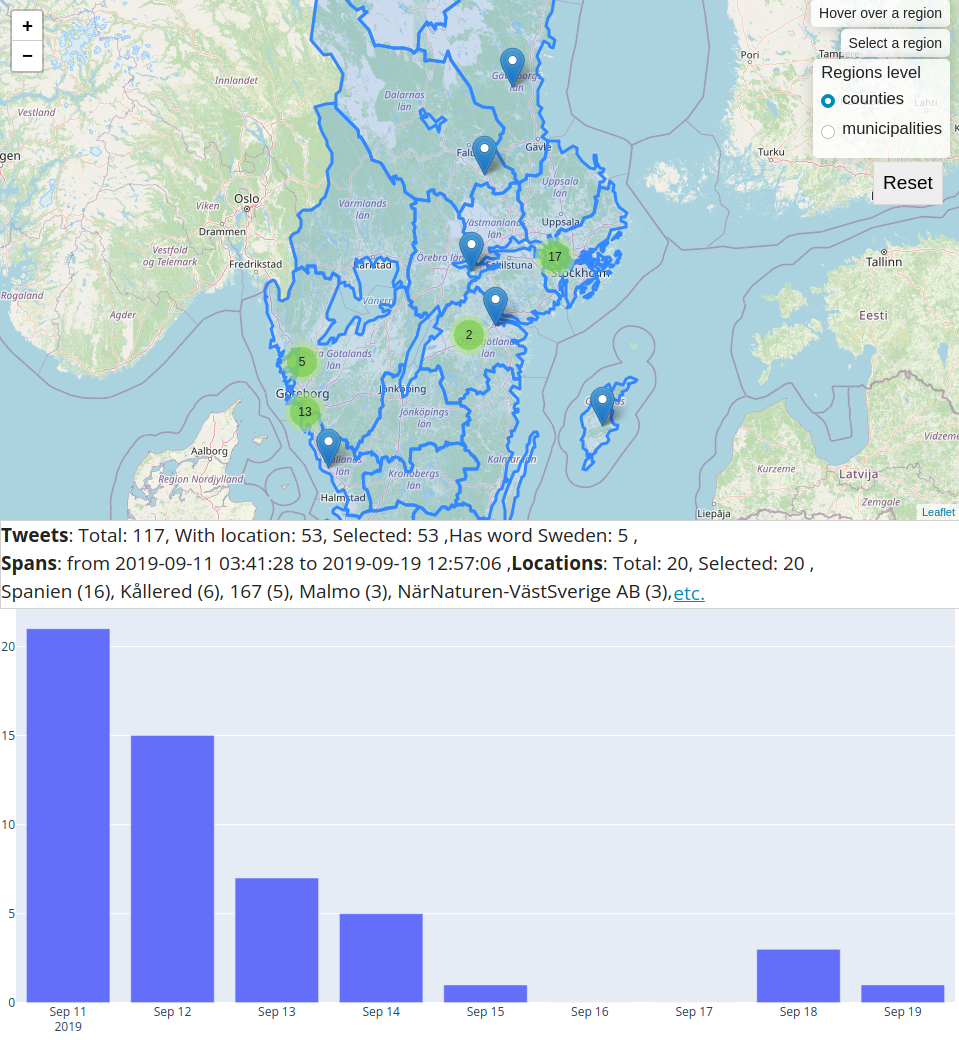 +
−
Hover over a region
Select a region
Regions level
counties
municipalities
Reset
Innlandet
Vestland
gen
Oslo
Viken
Drammen
Vestfold
og Telemark
Fredrikstad
Rogaland
Agder
Dalarnas
län
Gävleborgs
län
Gävle
Värmlands
län
Uppsala
län
Västmanlands
län
Uppsala
Örebro län
Karlstad
Eskilstuna
17
Stockholm
Vänern
2
5
Götalands
län
Göteborg
13
Jönköping
Jönköpings
län
Hallands
län
Halmstad
Kronobergs
län
Kalmar län
Aalborg
Region Nordjylland
Pori
Tampere
Lahti
Turku
Tallinn
Eesti
Vidzeme
Kurzeme
Latvija
Zemgale
Liepāja
Leaflet
Tweets: Total: 117, With location: 53, Selected: 53 ,Has word Sweden: 5 ,
Spans: from 2019-09-11 03:41:28 to 2019-09-19 12:57:06 ,Locations: Total: 20, Selected: 20 ,
Spanien (16), Kållered (6), 167 (5), Malmo (3), NärNaturen-VästSverige AB (3),etc.
20
15
10
5
0
Sep 11
2019
Sep 12
Sep 13
Sep 14
Sep 15
Sep 16
Sep 17
Sep 18
Sep 19